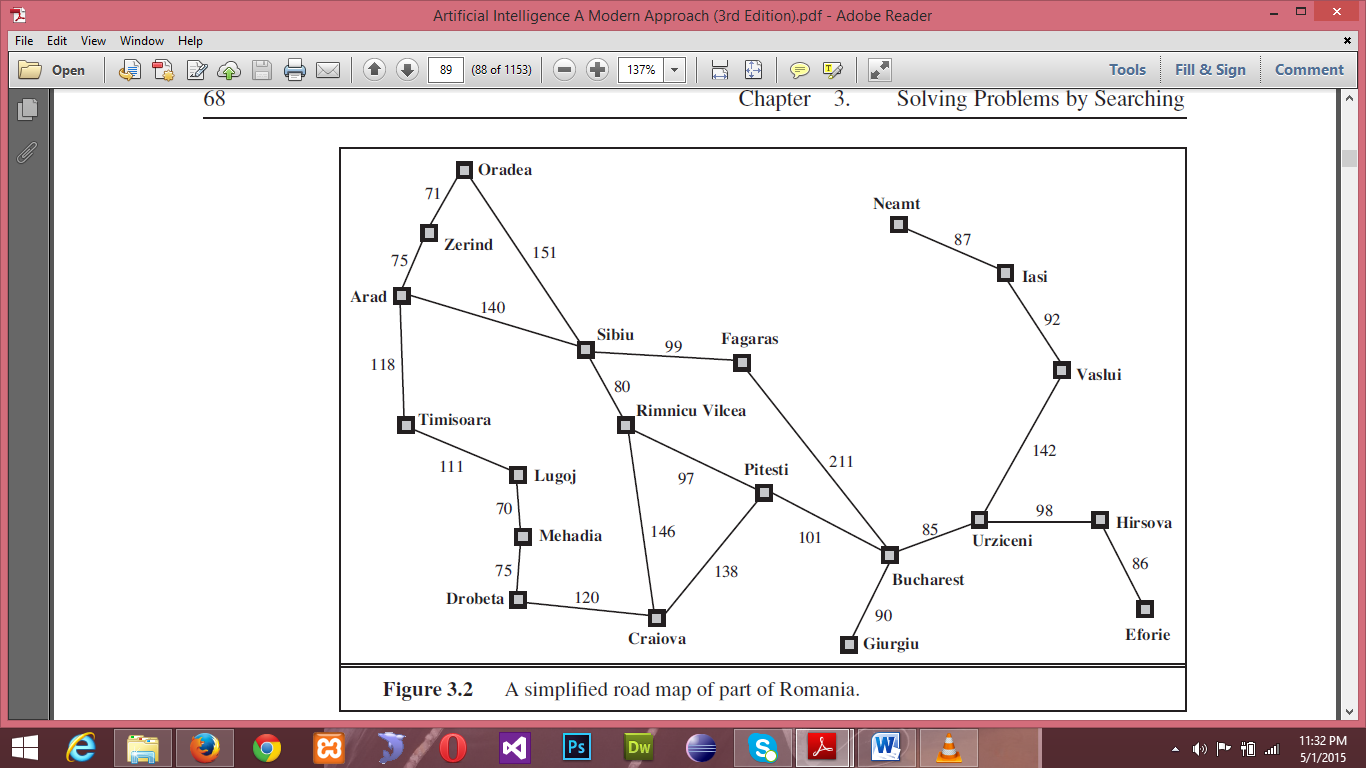 Artificial Intelligence A Modern Approach (3rd Edition).pdf - Adobe Reader
File Edit View Window Help
Open 89 (88 of 1153) 137% Tools Fill & Sign Comment
68 Chapter 3. Solving Problems by Searching
Oradea
71
Neamt
Zerind
87
151
75
Iasi
Arad
140
92
Sibiu
Fagaras
99
118
Vaslui
80
Rimnicu Vilcea
Timisoara
142
111
Pitesti
211
Lugoj
97
70
98
Hirsova
146
101
85
Urziceni
Mehadia
86
75
138
Bucharest
120
Drobeta
90
Craiova
Giurgiu
Eforie
Figure 3.2 A simplified road map of part of Romania.
Ps
Dw
W
11:32 PM
5/1/2015